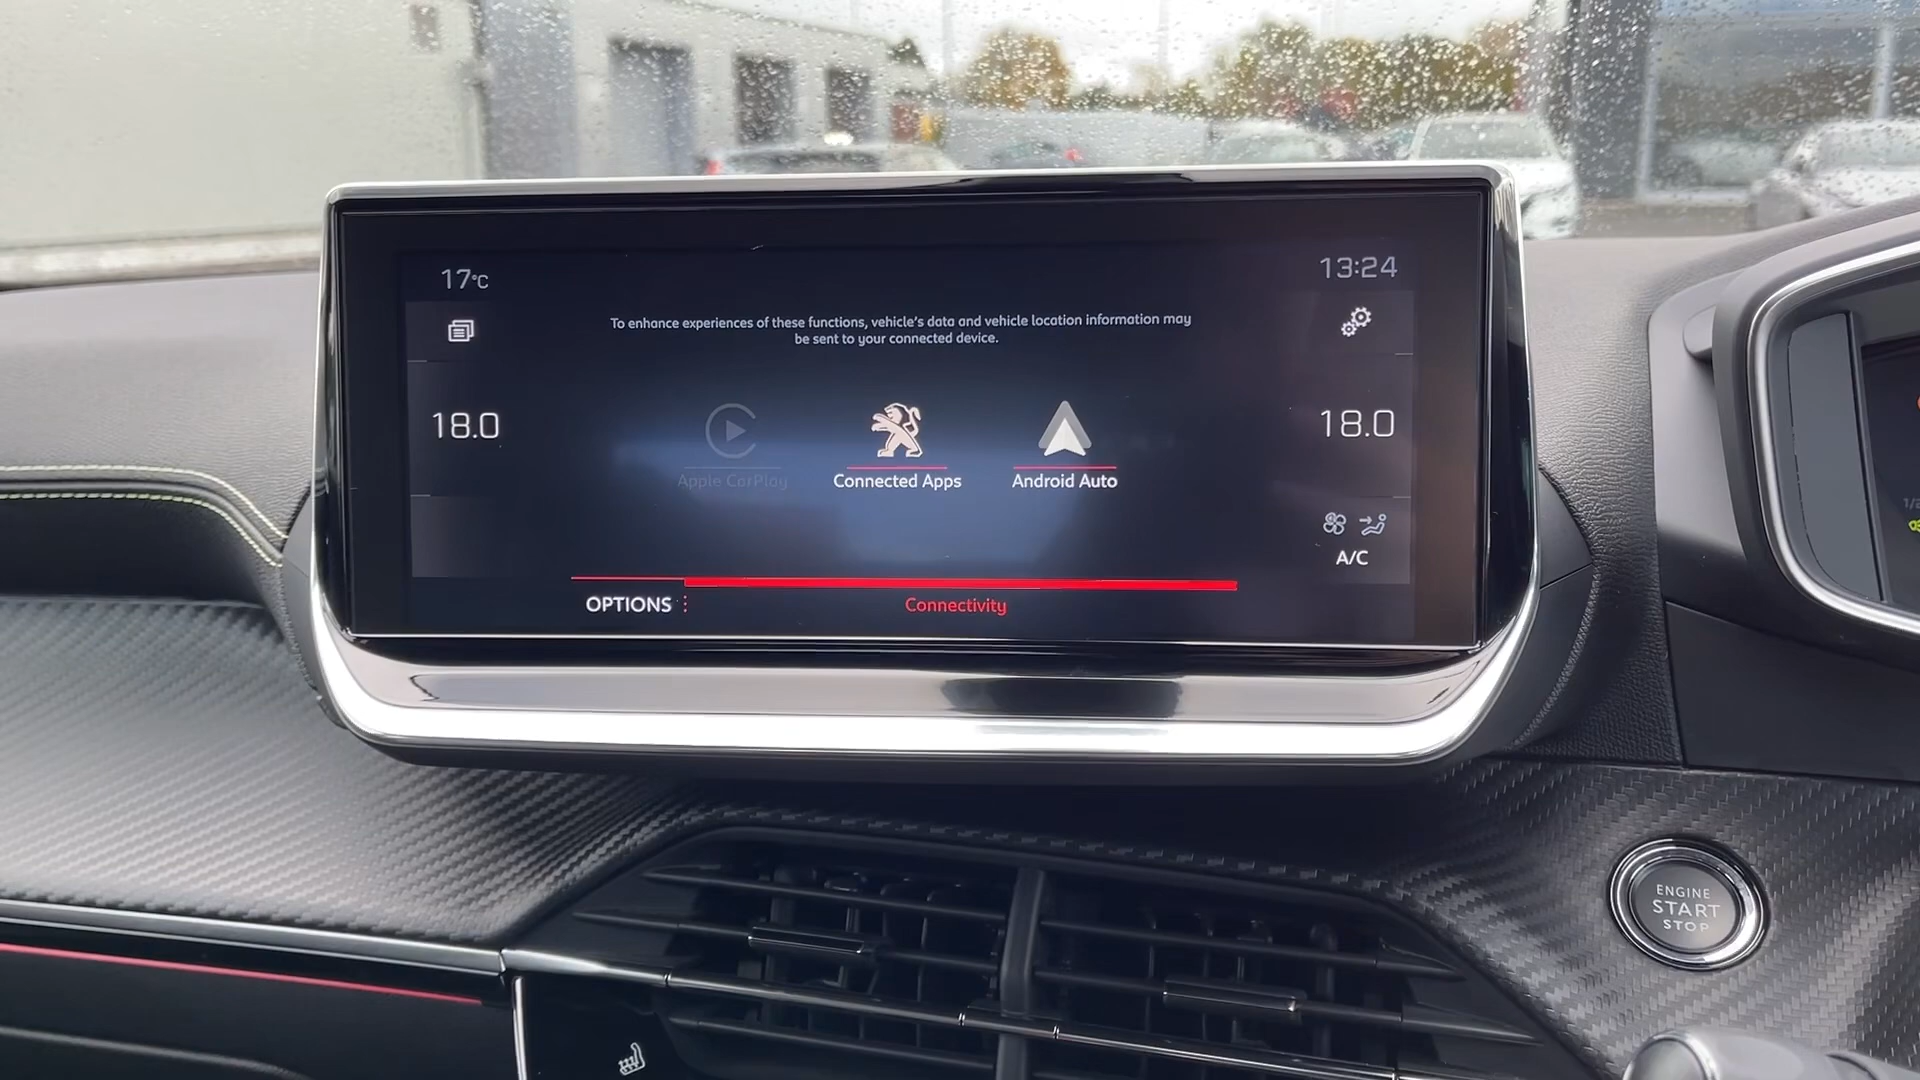 17°C
13:24
To enhance experiences of these functions, vehicle's data and vehicle location information may
be sent to your connected device.
18.0
18.0
Apple CarPlay
Connected Apps
Android Auto
A/C
OPTIONS
Connectivity
ENGINE
START
STOP